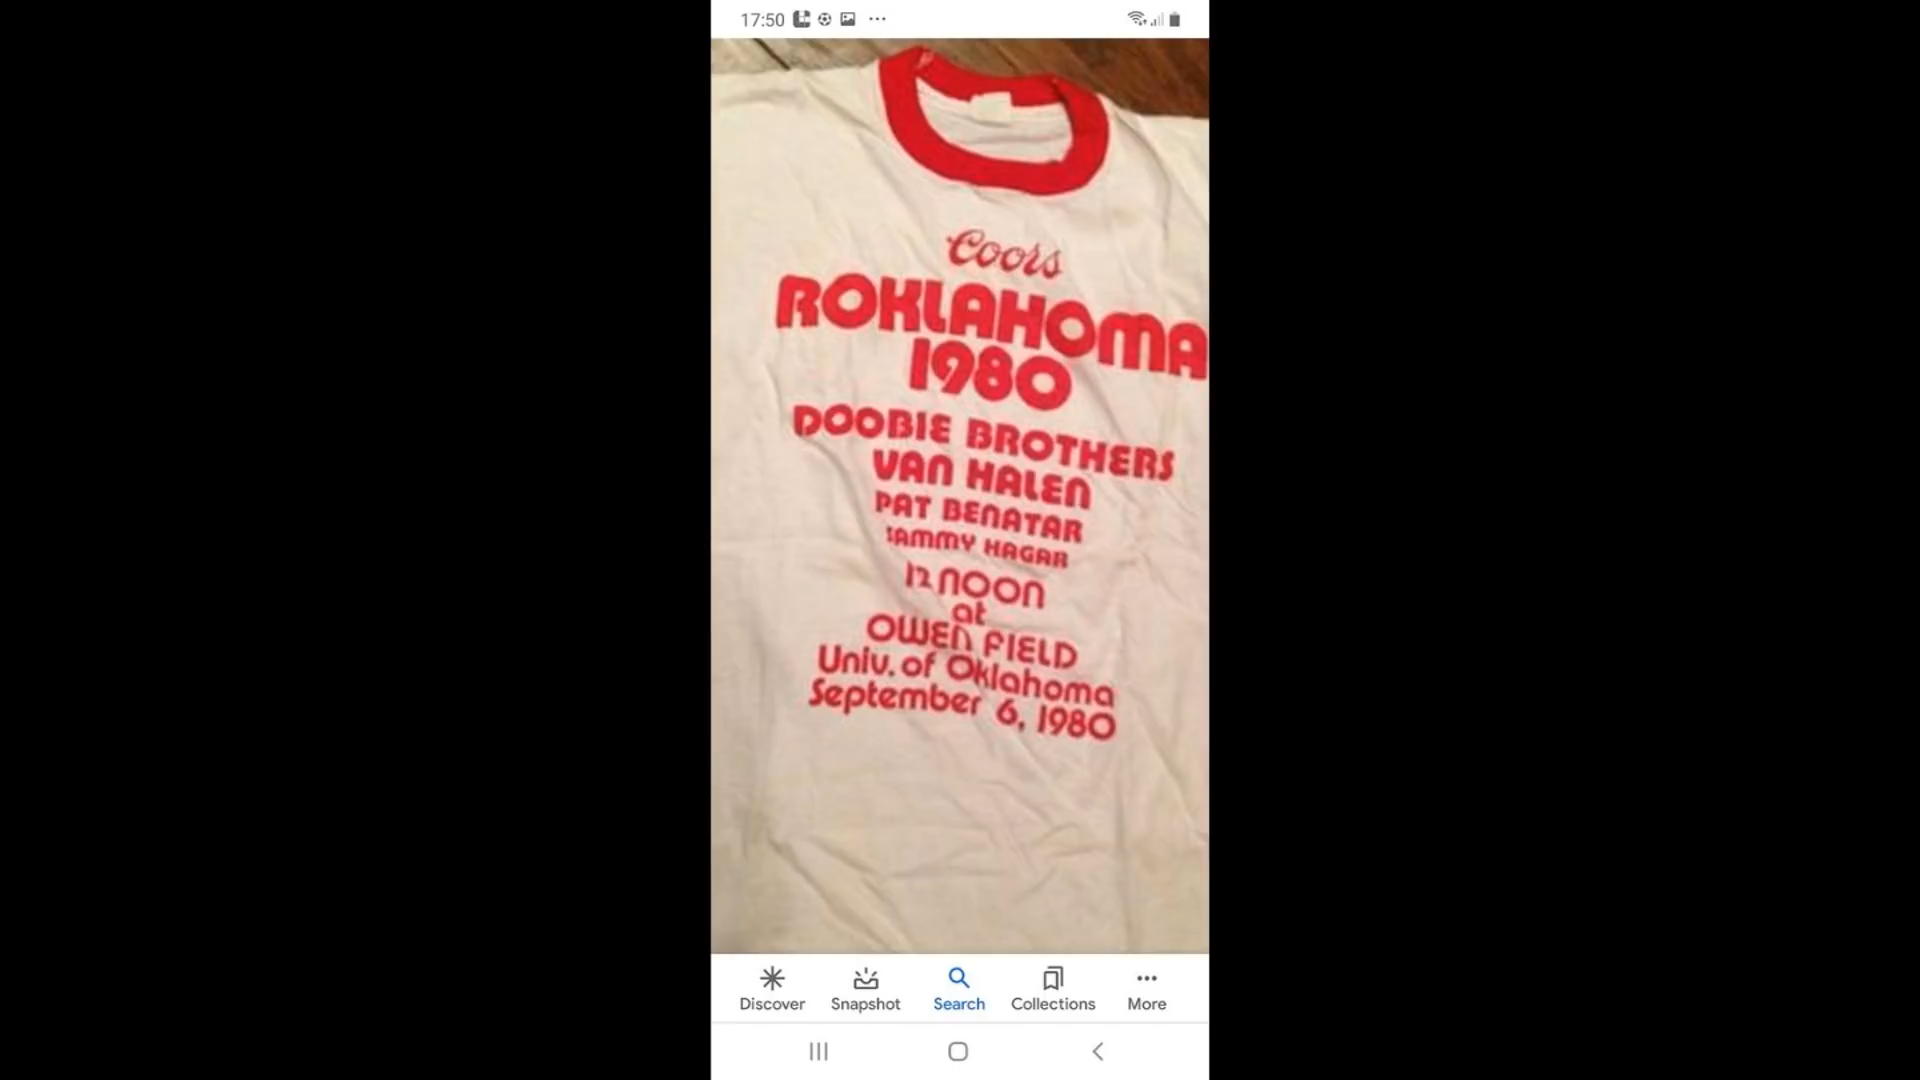 17:50
Coors
ROKLAHOMA
1980
DOOBIE BROTHERS
VAN HALEN
PAT BENATAR
SAMMY HAGAR
12 NOON
at
OWEN FIELD
Univ. of Oklahoma
September 6, 1980
Discover Snapshot Search Collections More